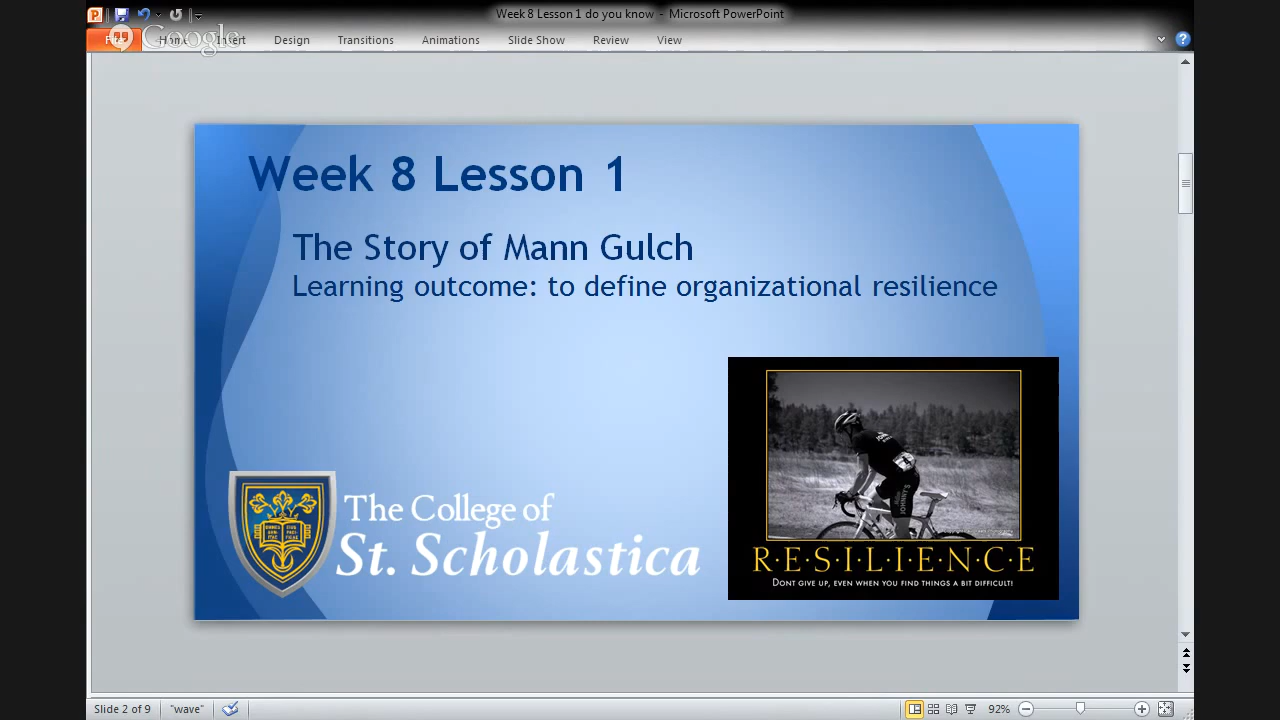 Week 8 Lesson 1 do you know - Microsoft PowerPoint
Google
File Home Insert Design Transitions Animations Slide Show Review View
Week 8 Lesson 1
The Story of Mann Gulch
Learning outcome: to define organizational resilience
The College of
St. Scholastica
R·E·S·I·L·I·E·N·C·E
DONT GIVE UP, EVEN WHEN YOU FIND THINGS A BIT DIFFICULT!
JOHNNY'S
Slide 2 of 9 "wave" 92%